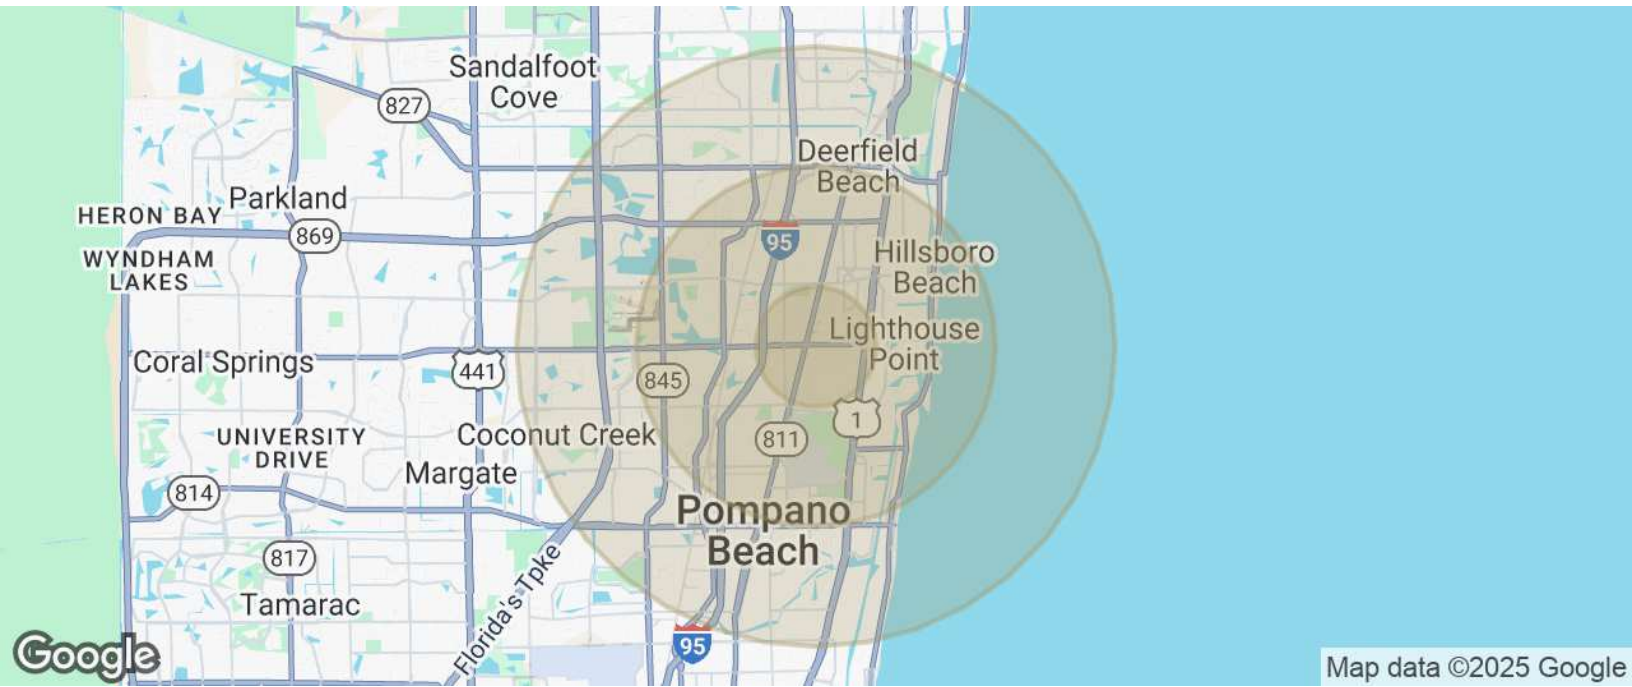 Sandalfoot
Cove
827
Deerfield
Beach
Parkland
HERON BAY
869
95
Hillsboro
Beach
WYNDHAM
LAKES
Lighthouse
Point
Coral Springs
441
845
1
UNIVERSITY
DRIVE
Coconut Creek
811
Margate
814
Pompano
Beach
817
Florida's Tpke
Tamarac
95
Google
Map data ©2025 Google